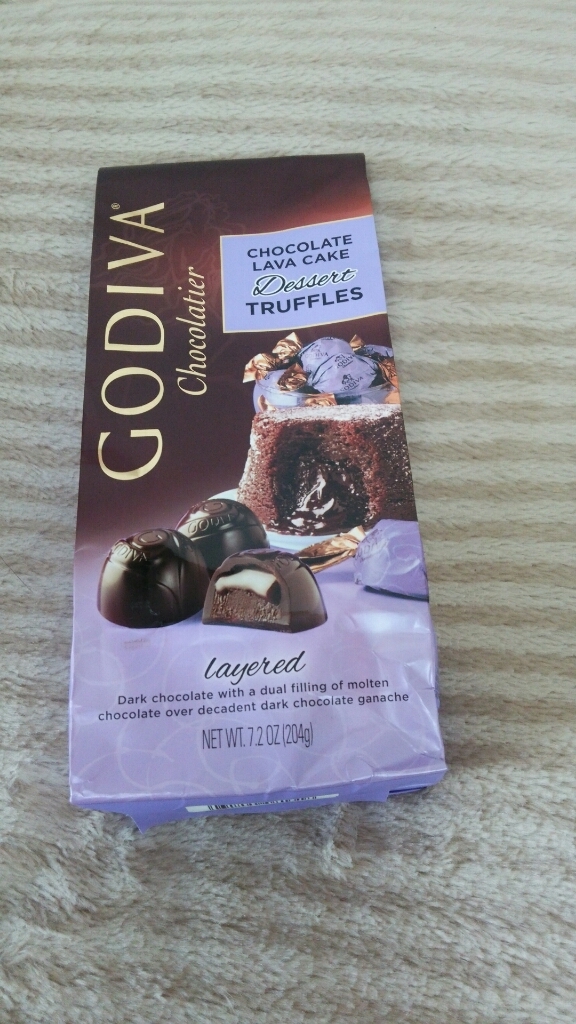 GODIVA®
Chocolatier
CHOCOLATE
LAVA CAKE
Dessert
TRUFFLES
GODIVA
layered
Dark chocolate with a dual filling of molten
chocolate over decadent dark chocolate ganache
NET WT. 7.2 OZ (204g)